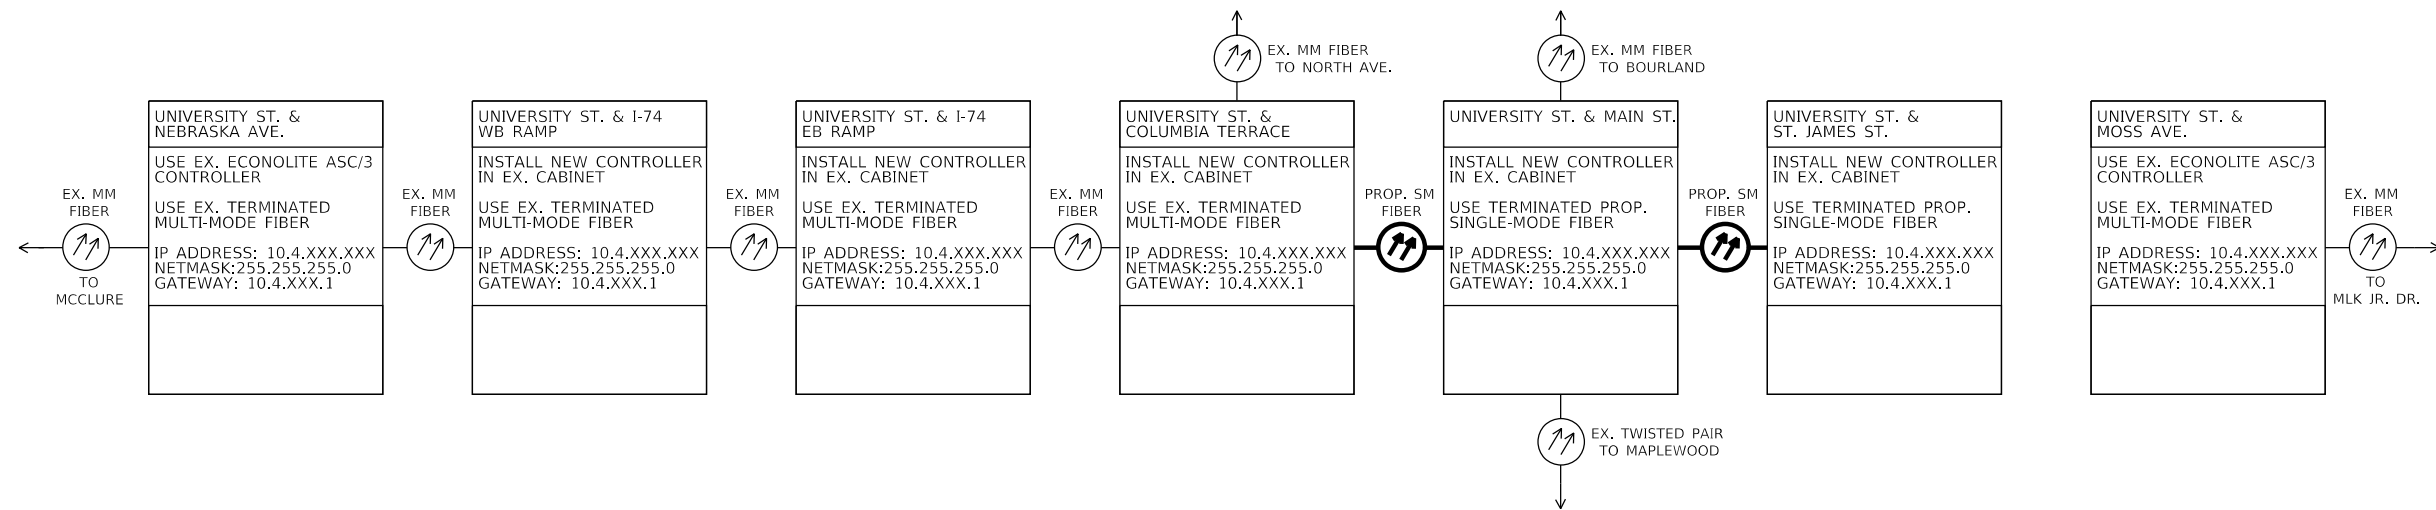 EX. MM FIBER
TO NORTH AVE.
EX. MM FIBER
TO BOURLAND
EX. MM
FIBER
TO
MCCLURE
UNIVERSITY ST. &
NEBRASKA AVE.
USE EX. ECONOLITE ASC/3
CONTROLLER
USE EX. TERMINATED
MULTI-MODE FIBER
IP ADDRESS: 10.4.XXX.XXX
NETMASK:255.255.255.0
GATEWAY: 10.4.XXX.1
EX. MM
FIBER
UNIVERSITY ST. & I-74
WB RAMP
INSTALL NEW CONTROLLER
IN EX. CABINET
USE EX. TERMINATED
MULTI-MODE FIBER
IP ADDRESS: 10.4.XXX.XXX
NETMASK:255.255.255.0
GATEWAY: 10.4.XXX.1
EX. MM
FIBER
UNIVERSITY ST. & I-74
EB RAMP
INSTALL NEW CONTROLLER
IN EX. CABINET
USE EX. TERMINATED
MULTI-MODE FIBER
IP ADDRESS: 10.4.XXX.XXX
NETMASK:255.255.255.0
GATEWAY: 10.4.XXX.1
EX. MM
FIBER
UNIVERSITY ST. &
COLUMBIA TERRACE
INSTALL NEW CONTROLLER
IN EX. CABINET
USE EX. TERMINATED
MULTI-MODE FIBER
IP ADDRESS: 10.4.XXX.XXX
NETMASK:255.255.255.0
GATEWAY: 10.4.XXX.1
PROP. SM
FIBER
UNIVERSITY ST. & MAIN ST.
INSTALL NEW CONTROLLER
IN EX. CABINET
USE TERMINATED PROP.
SINGLE-MODE FIBER
IP ADDRESS: 10.4.XXX.XXX
NETMASK:255.255.255.0
GATEWAY: 10.4.XXX.1
PROP. SM
FIBER
UNIVERSITY ST. &
ST. JAMES ST.
INSTALL NEW CONTROLLER
IN EX. CABINET
USE TERMINATED PROP.
SINGLE-MODE FIBER
IP ADDRESS: 10.4.XXX.XXX
NETMASK:255.255.255.0
GATEWAY: 10.4.XXX.1
UNIVERSITY ST. &
MOSS AVE.
USE EX. ECONOLITE ASC/3
CONTROLLER
USE EX. TERMINATED
MULTI-MODE FIBER
IP ADDRESS: 10.4.XXX.XXX
NETMASK:255.255.255.0
GATEWAY: 10.4.XXX.1
EX. MM
FIBER
TO
MLK JR. DR.
EX. TWISTED PAIR
TO MAPLEWOOD